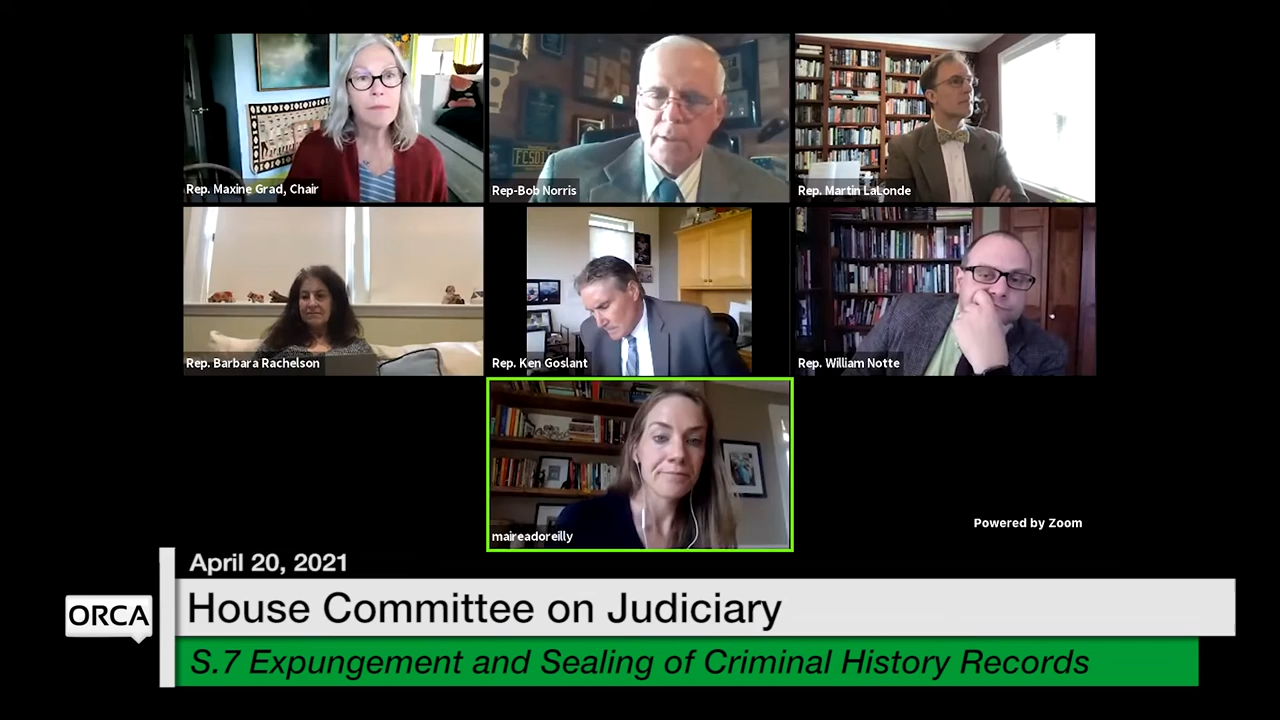 Rep. Maxine Grad, Chair
Rep-Bob Norris
Rep. Martin LaLonde
Rep. Barbara Rachelson
Rep. Ken Goslant
Rep. William Notte
maireadoreilly
Powered by Zoom
April 20, 2021
ORCA
House Committee on Judiciary
S.7 Expungement and Sealing of Criminal History Records